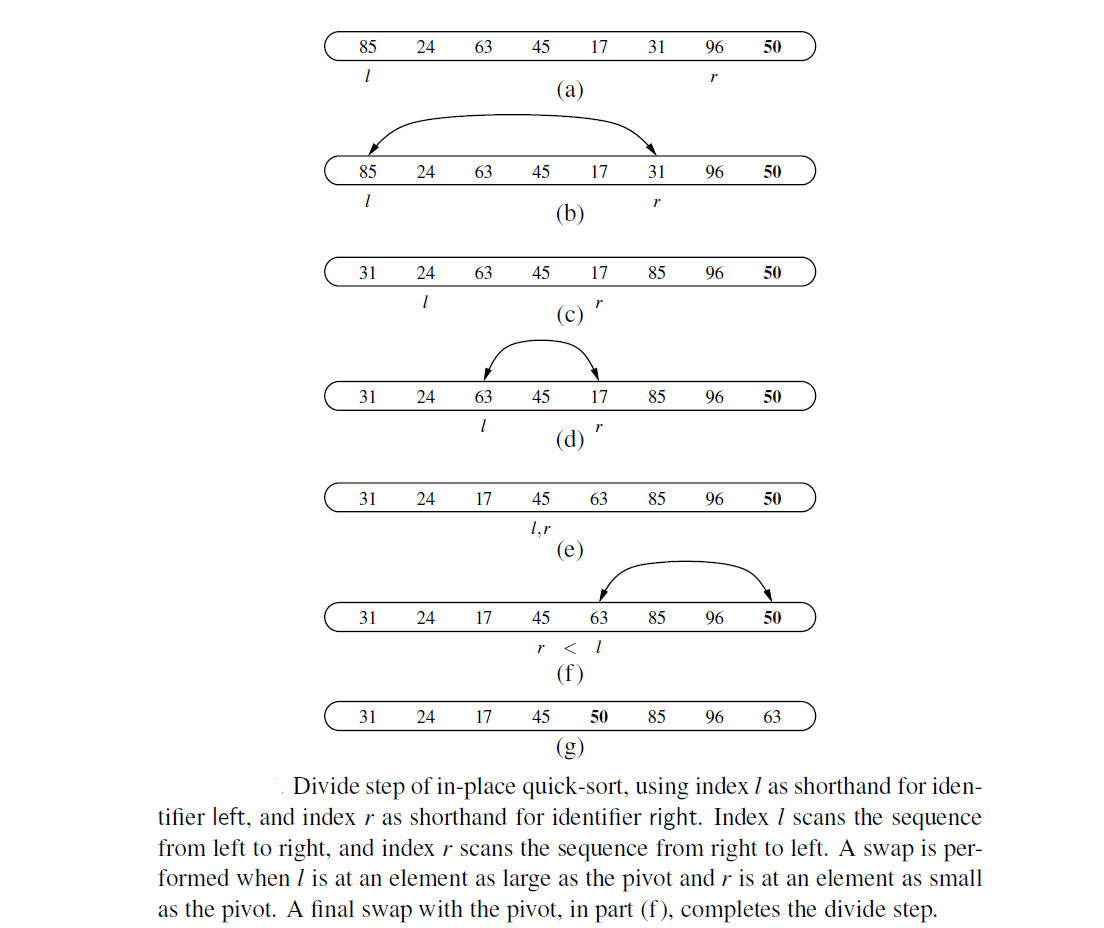 85 24 63 45 17 31 96 50
l r
(a)
85 24 63 45 17 31 96 50
l r
(b)
31 24 63 45 17 85 96 50
l r
(c)
31 24 63 45 17 85 96 50
l r
(d)
31 24 17 45 63 85 96 50
l,r
(e)
31 24 17 45 63 85 96 50
r < l
(f)
31 24 17 45 50 85 96 63
(g)
Divide step of in-place quick-sort, using index l as shorthand for iden-
tifier left, and index r as shorthand for identifier right. Index l scans the sequence
from left to right, and index r scans the sequence from right to left. A swap is per-
formed when l is at an element as large as the pivot and r is at an element as small
as the pivot. A final swap with the pivot, in part (f), completes the divide step.